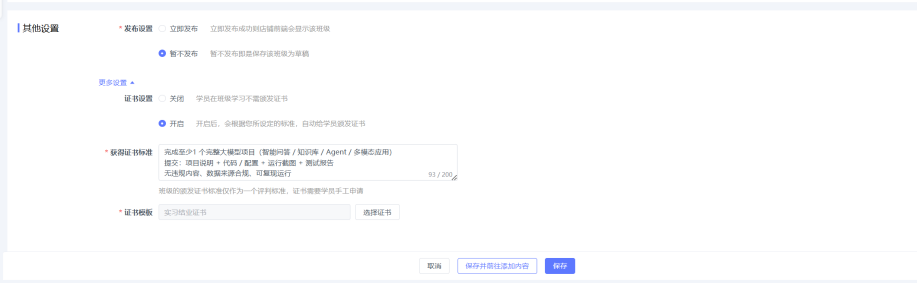 其他设置
* 发布设置 立即发布 立即发布成功则店铺前端会显示该班级
暂不发布 暂不发布即是保存该班级为草稿
更多设置
证书设置 关闭 学员在班级学习不需颁发证书
开启 开启后，会根据您所设定的标准，自动给学员颁发证书
* 获得证书标准 完成至少1 个完整大模型项目（智能问答 / 知识库 / Agent / 多模态应用）
提交：项目说明 + 代码 / 配置 + 运行截图 + 测试报告
无违规内容、数据来源合规、可复现运行
93 / 200
班级的颁发证书标准仅作为一个评判标准，证书需要学员手工申请
* 证书模版 实习结业证书 选择证书
取消 保存并前往添加内容 保存